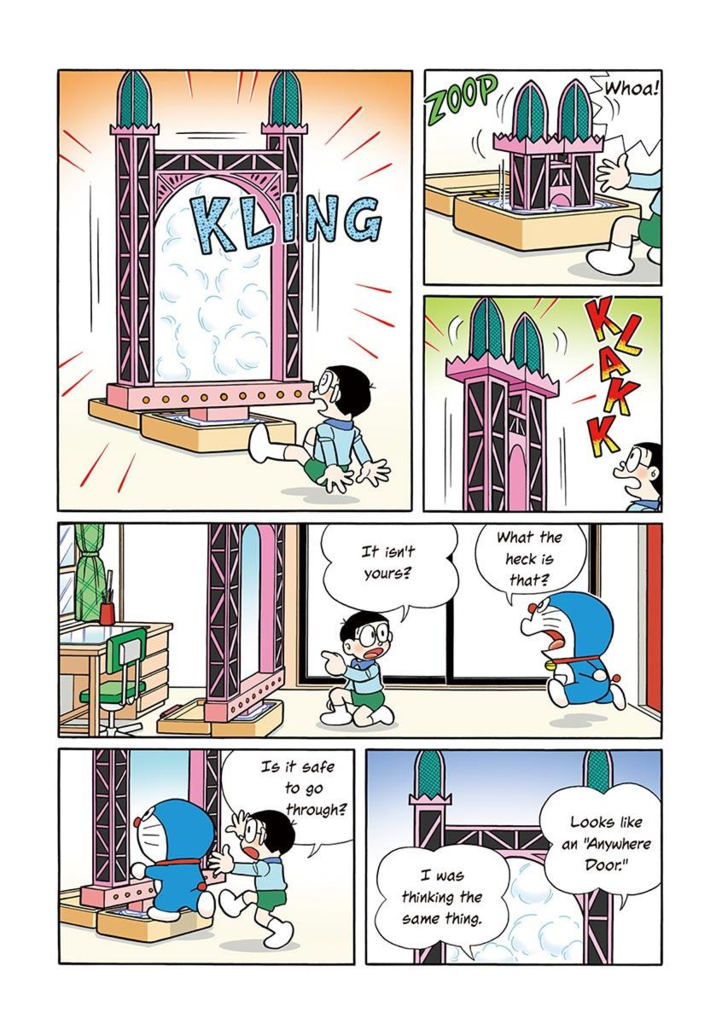 ZOOP
Whoa!
KLAKK
KLING
What the
heck is
that?
It isn't
yours?
Looks like
an "Anywhere
Door."
I was
thinking the
same thing.
Is it safe
to go
through?